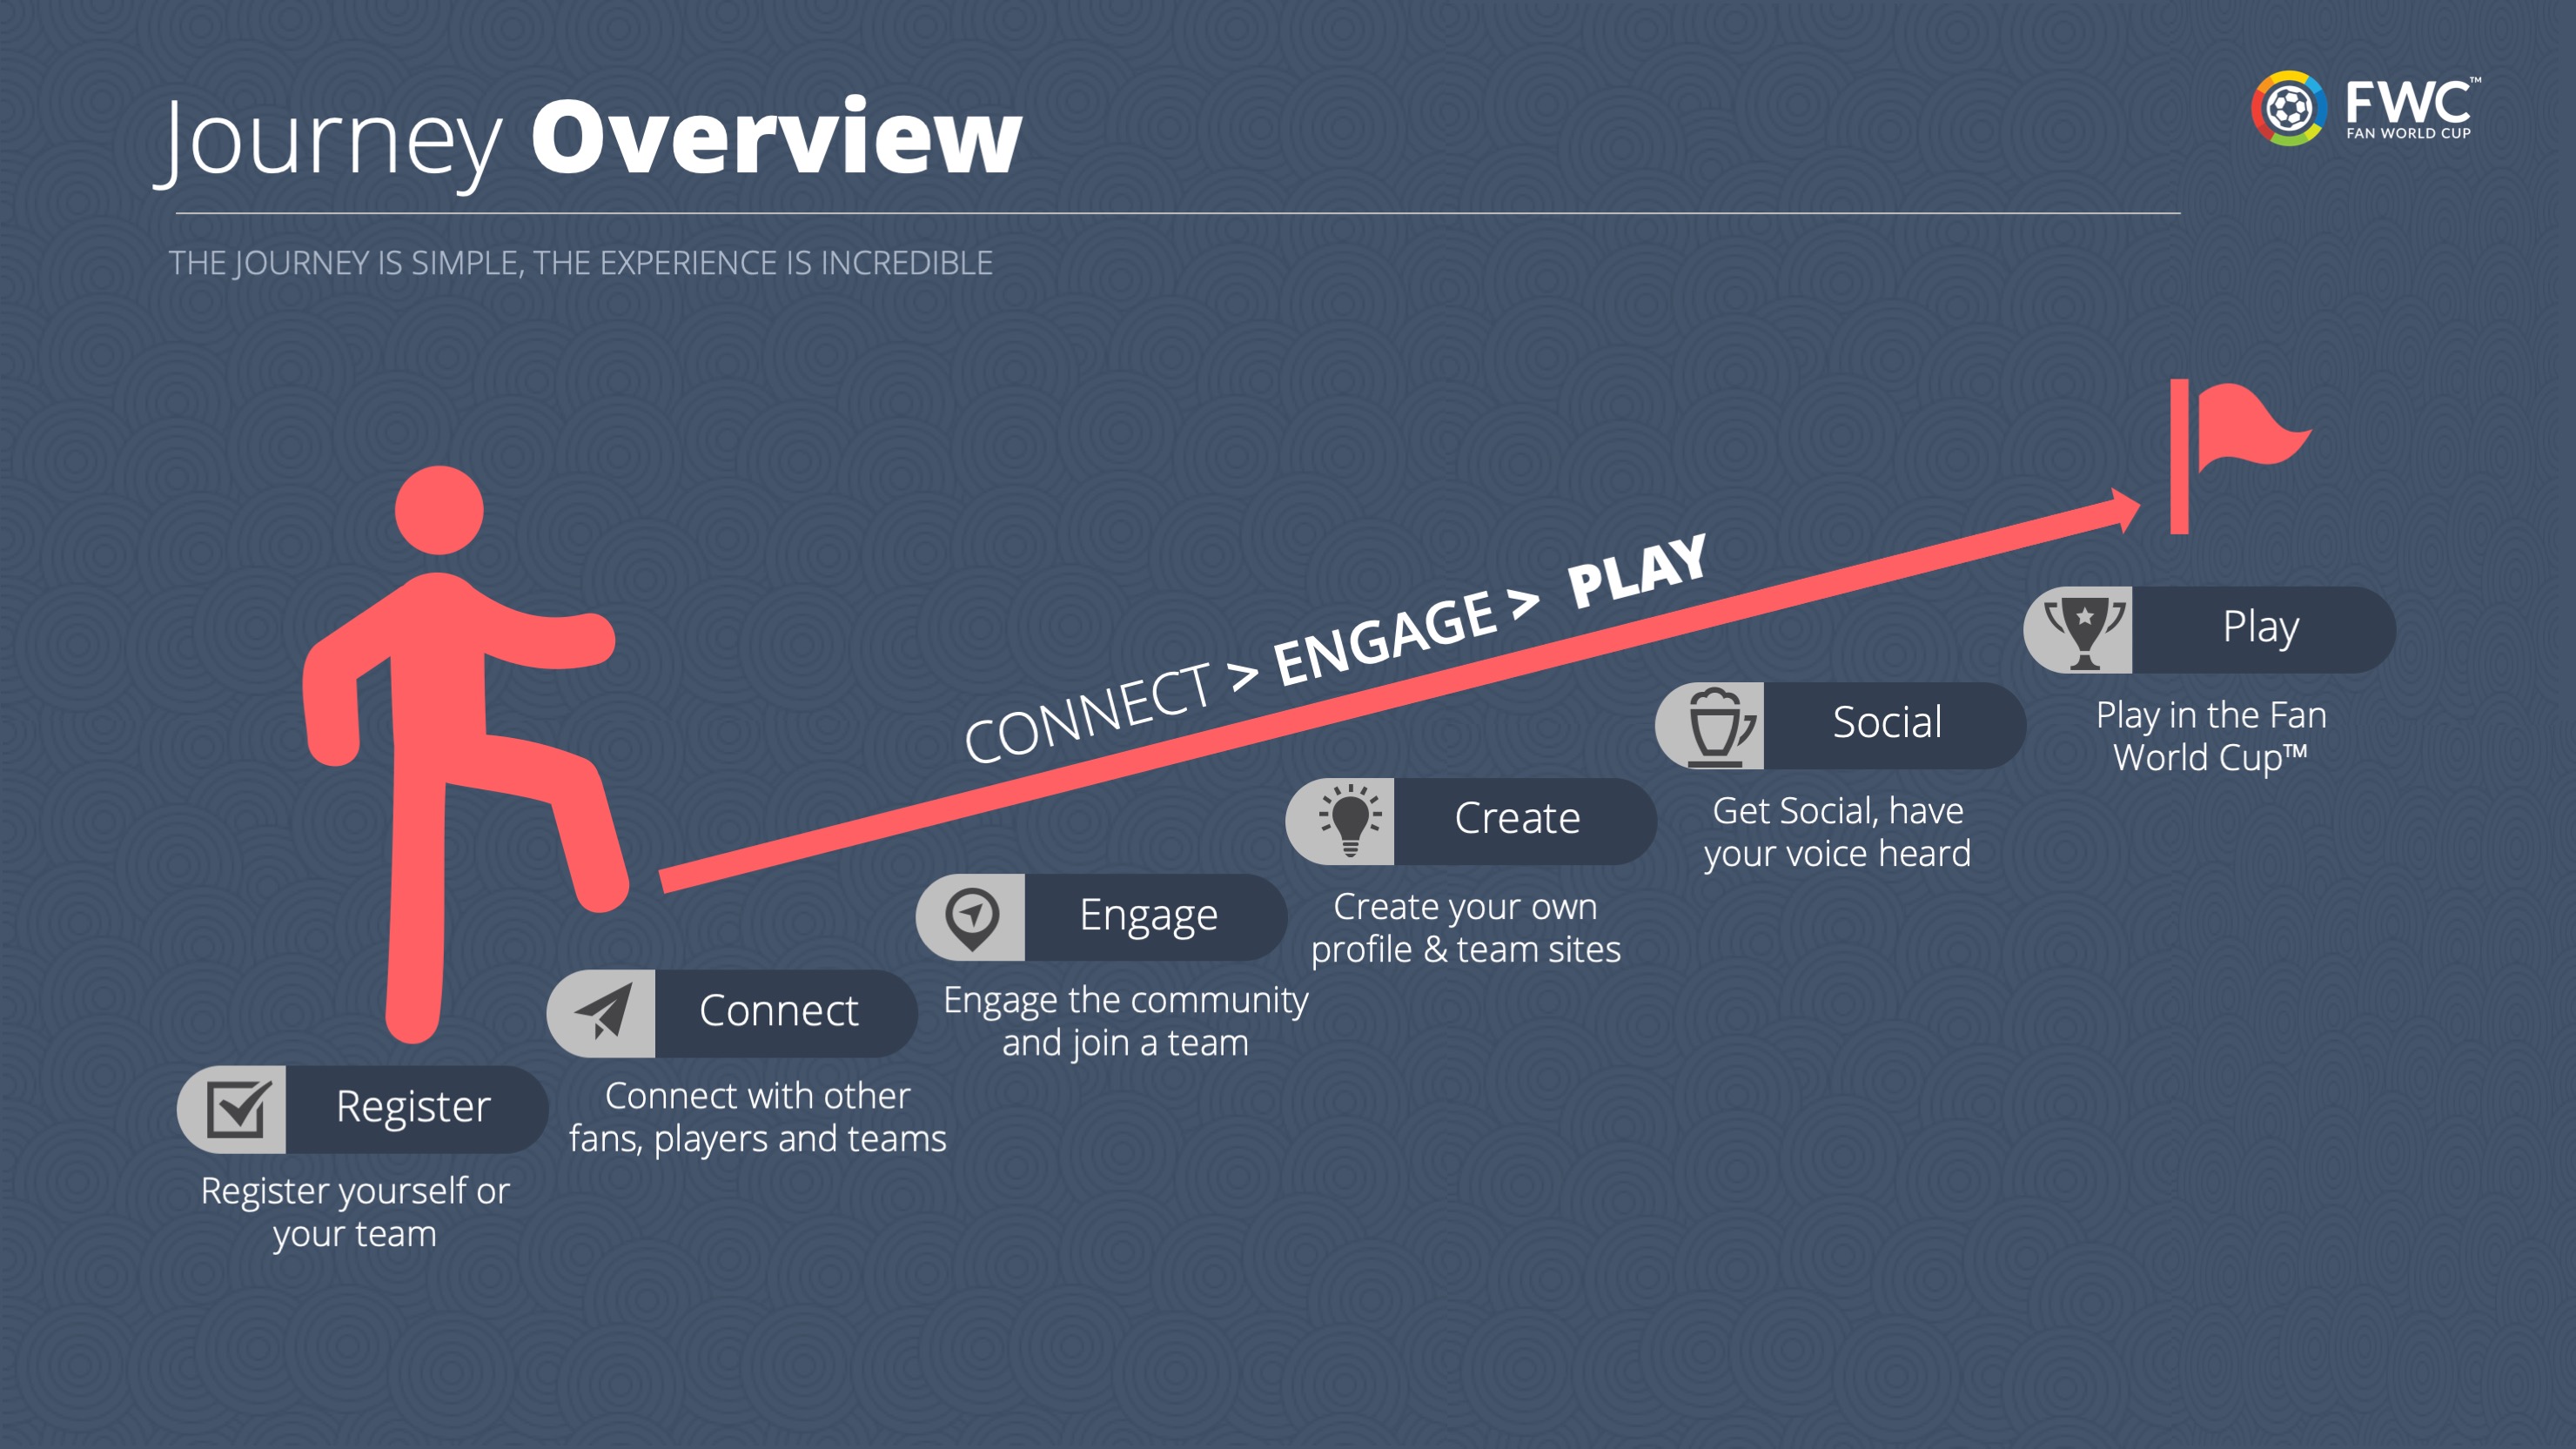 Journey Overview
FWC™
FAN WORLD CUP
THE JOURNEY IS SIMPLE, THE EXPERIENCE IS INCREDIBLE
CONNECT > ENGAGE > PLAY
Register
Register yourself or
your team
Connect
Connect with other
fans, players and teams
Engage
Engage the community
and join a team
Create
Create your own
profile & team sites
Social
Get Social, have
your voice heard
Play
Play in the Fan
World Cup™